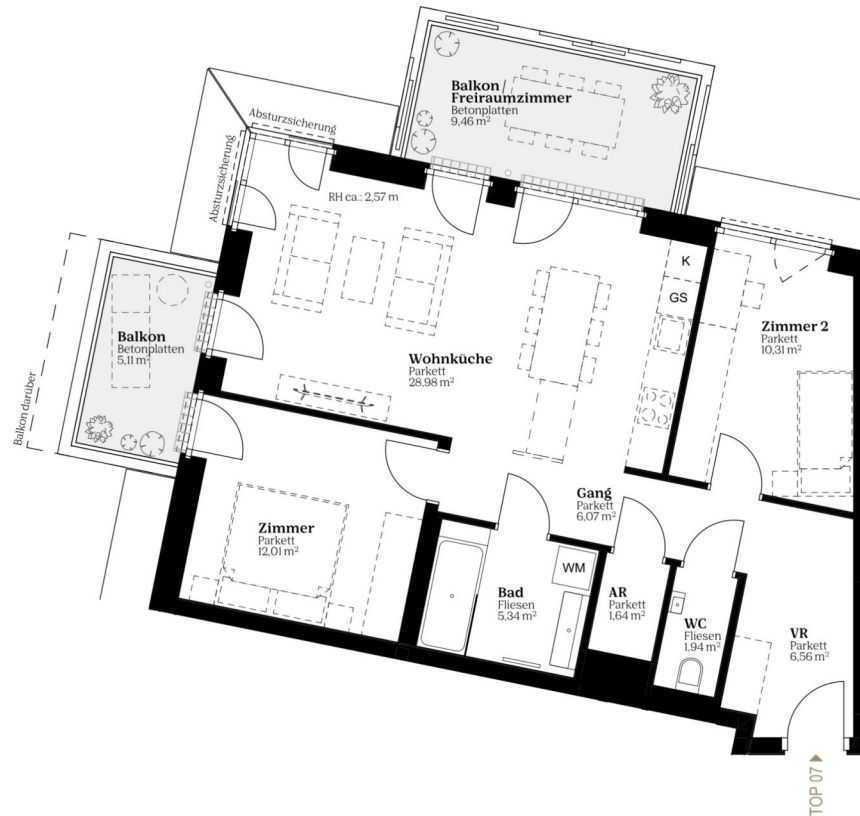 Balkon
Freiraumzimmer
Betonplatten
9,46 m²
Absturzsicherung
Absturzsicherung
RH ca.: 2,57 m
K
GS
Zimmer 2
Parkett
10,31 m²
Balkon
Betonplatten
5,11 m²
Balkon darüber
Wohnküche
Parkett
28,98 m²
Gang
Parkett
6,07 m²
Zimmer
Parkett
12,01 m²
WM
Bad
Fliesen
5,34 m²
AR
Parkett
1,64 m²
WC
Fliesen
1,94 m²
VR
Parkett
6,56 m²
TOP 07